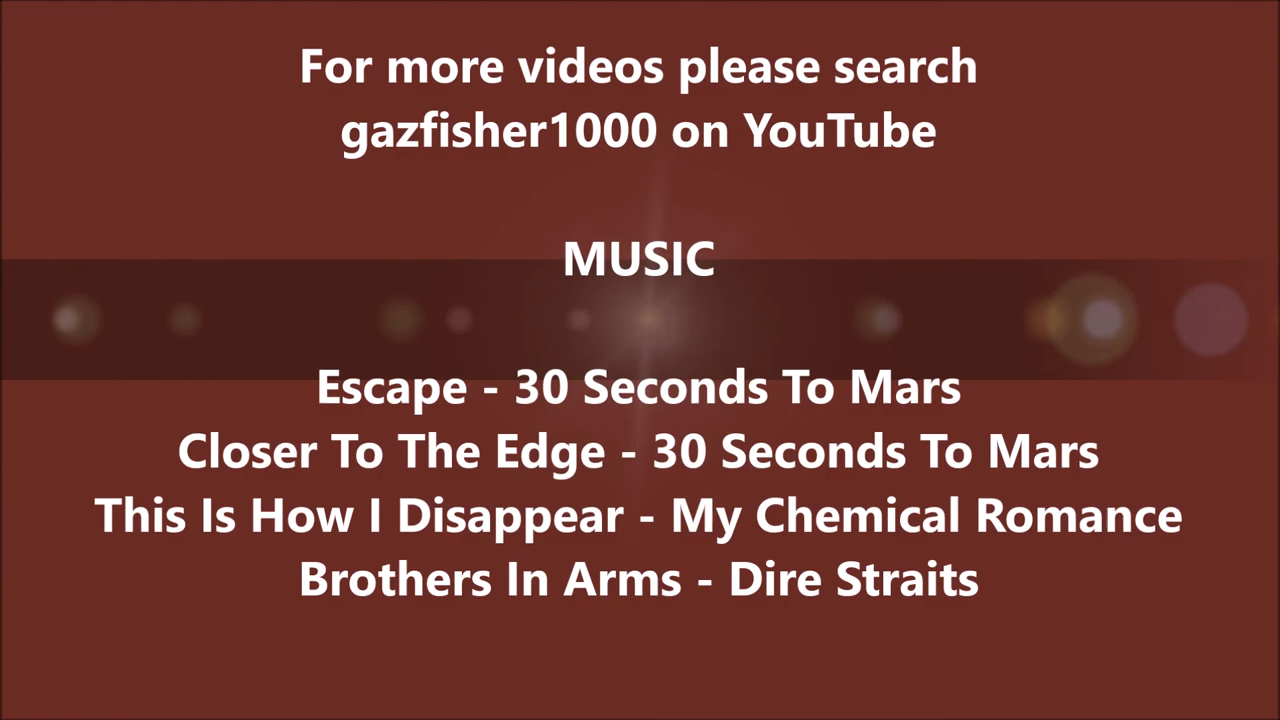 For more videos please search
gazfisher1000 on YouTube
MUSIC
Escape - 30 Seconds To Mars
Closer To The Edge - 30 Seconds To Mars
This Is How I Disappear - My Chemical Romance
Brothers In Arms - Dire Straits